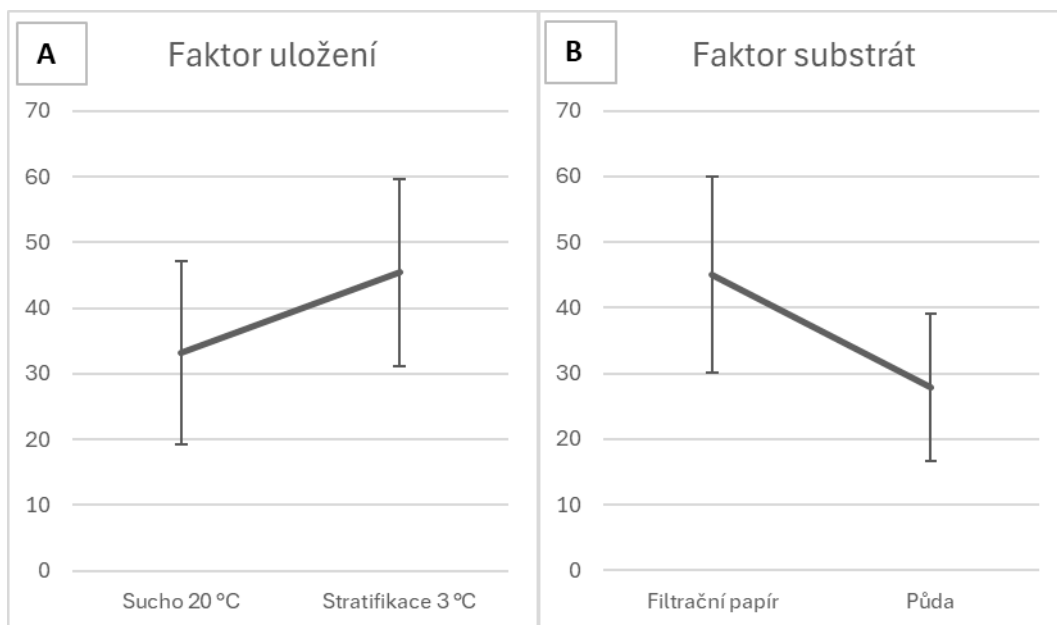 A
Faktor uložení
70
60
50
40
30
20
10
0
Sucho 20 °C
Stratifikace 3 °C
B
Faktor substrát
70
60
50
40
30
20
10
0
Filtrační papír
Půda